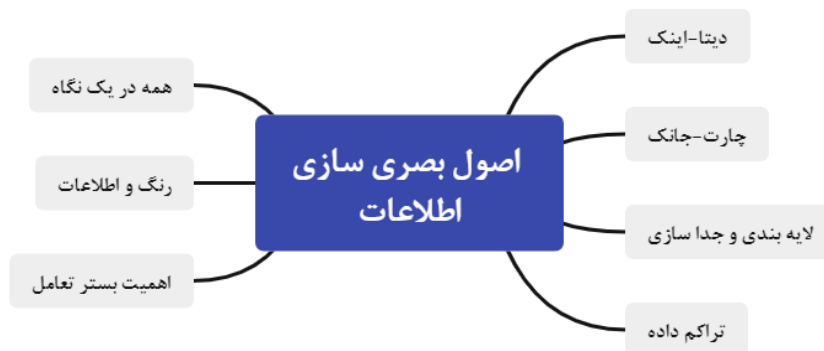 اصول بصری سازی
اطلاعات
دیتا-اینک
چارت-جانک
لایه بندی و جدا سازی
تراکم داده
همه در یک نگاه
رنگ و اطلاعات
اهمیت بستر تعامل